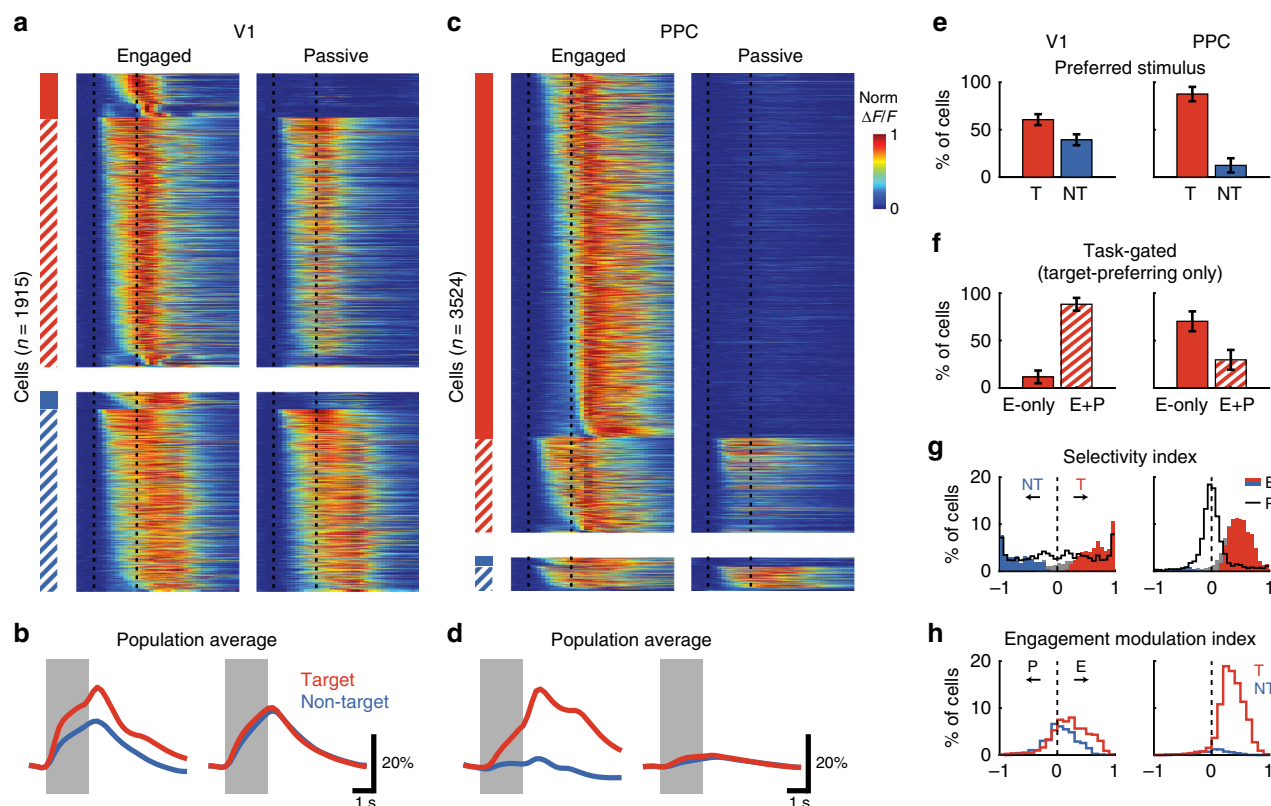 a
V1
Engaged
Passive
Cells (n = 1915)
c
PPC
Engaged
Passive
Cells (n = 3524)
Norm
ΔF/F
1
0
b
Population average
Target
Non-target
20%
1 s
d
Population average
20%
1 s
e
V1
PPC
Preferred stimulus
% of cells
100
50
0
T
NT
T
NT
f
Task-gated
(target-preferring only)
% of cells
100
50
0
E-only
E+P
E-only
E+P
g
Selectivity index
% of cells
20
10
0
NT
T
−1
0
1
−1
0
1
h
Engagement modulation index
% of cells
20
10
0
P
E
T
NT
−1
0
1
−1
0
1